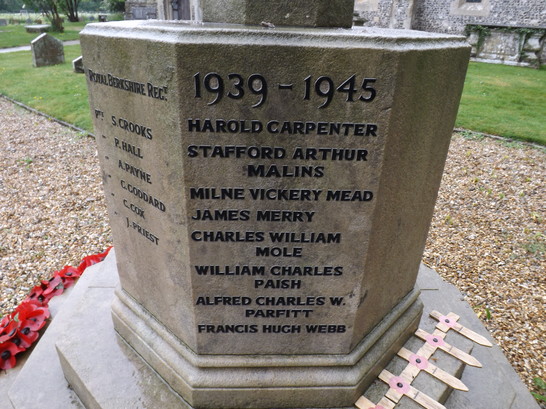 ROYAL BERKSHIRE REGT
PTE S. CROOKS
P. HALL
A. PAYNE
C. GODDARD
C. COX
J. PRIEST
1939 - 1945
HAROLD CARPENTER
STAFFORD ARTHUR
MALINS
MILNE VICKERY MEAD
JAMES MERRY
CHARLES WILLIAM
MOLE
WILLIAM CHARLES
PAISH
ALFRED CHARLES W.
PARFITT
FRANCIS HUGH WEBB